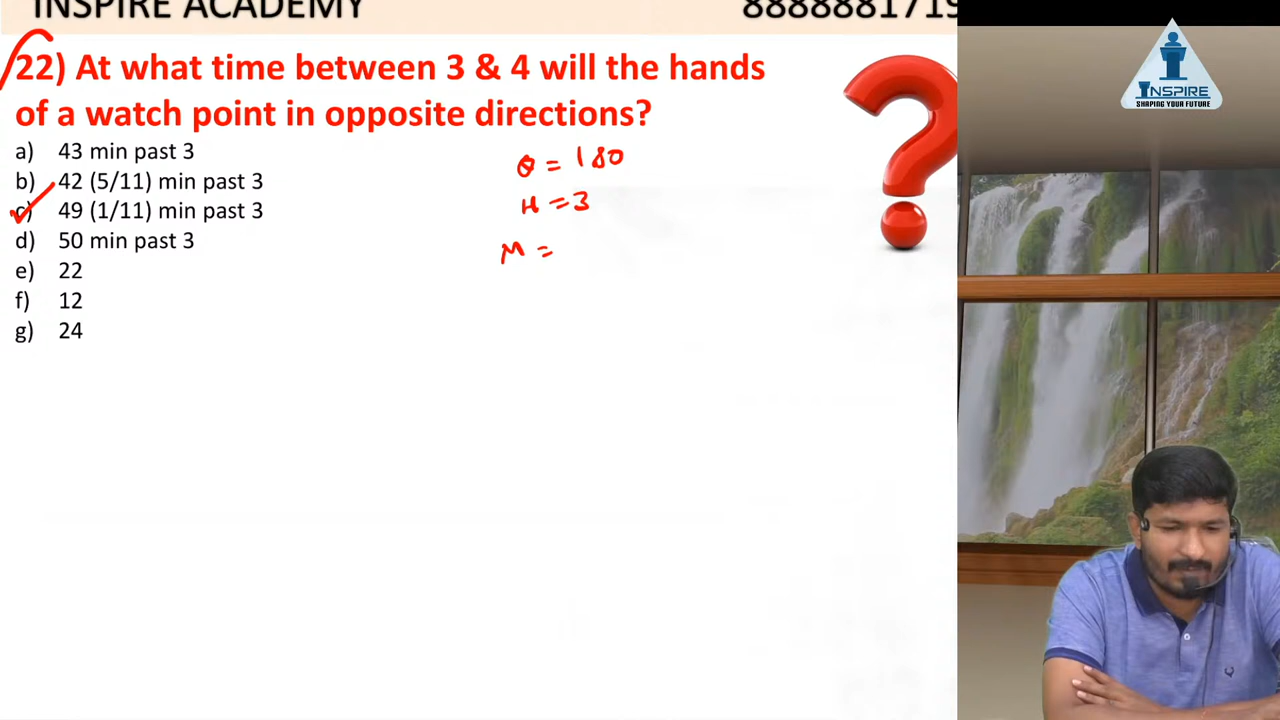 INSPIRE ACADEMY 8888881719
22) At what time between 3 & 4 will the hands
of a watch point in opposite directions?
a) 43 min past 3
b) 42 (5/11) min past 3
c) 49 (1/11) min past 3
d) 50 min past 3
e) 22
f) 12
g) 24
θ = 180
H = 3
M =
INSPIRE
SHAPING YOUR FUTURE